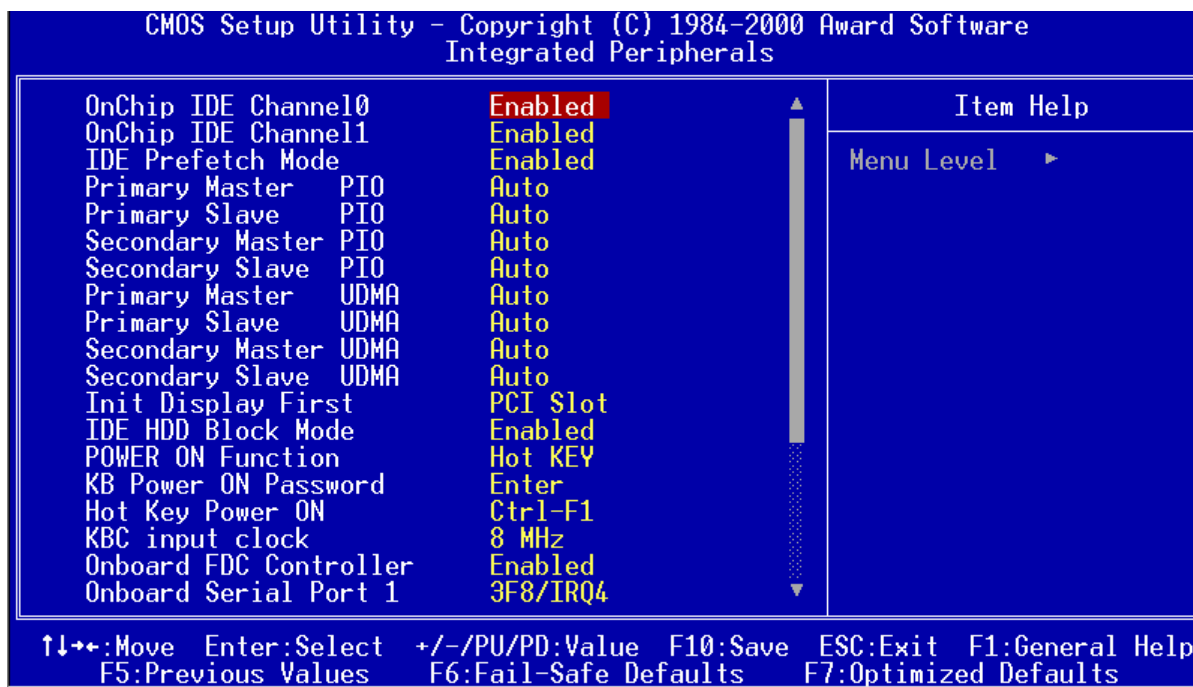 CMOS Setup Utility - Copyright (C) 1984-2000 Award Software
Integrated Peripherals
OnChip IDE Channel0 Enabled
OnChip IDE Channel1 Enabled
IDE Prefetch Mode Enabled
Primary Master PIO Auto
Primary Slave PIO Auto
Secondary Master PIO Auto
Secondary Slave PIO Auto
Primary Master UDMA Auto
Primary Slave UDMA Auto
Secondary Master UDMA Auto
Secondary Slave UDMA Auto
Init Display First PCI Slot
IDE HDD Block Mode Enabled
POWER ON Function Hot KEY
KB Power ON Password Enter
Hot Key Power ON Ctrl-F1
KBC input clock 8 MHz
Onboard FDC Controller Enabled
Onboard Serial Port 1 3F8/IRQ4
Item Help
Menu Level ►
↑↓→←:Move Enter:Select +/-/PU/PD:Value F10:Save ESC:Exit F1:General Help
F5:Previous Values F6:Fail-Safe Defaults F7:Optimized Defaults